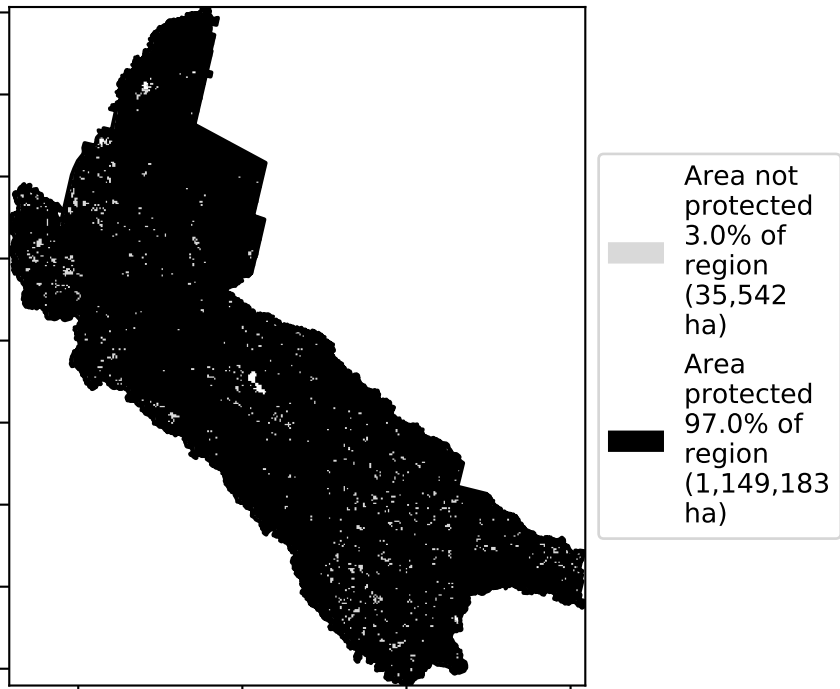 Area not
protected
3.0% of
region
(35,542
ha)
Area
protected
97.0% of
region
(1,149,183
ha)